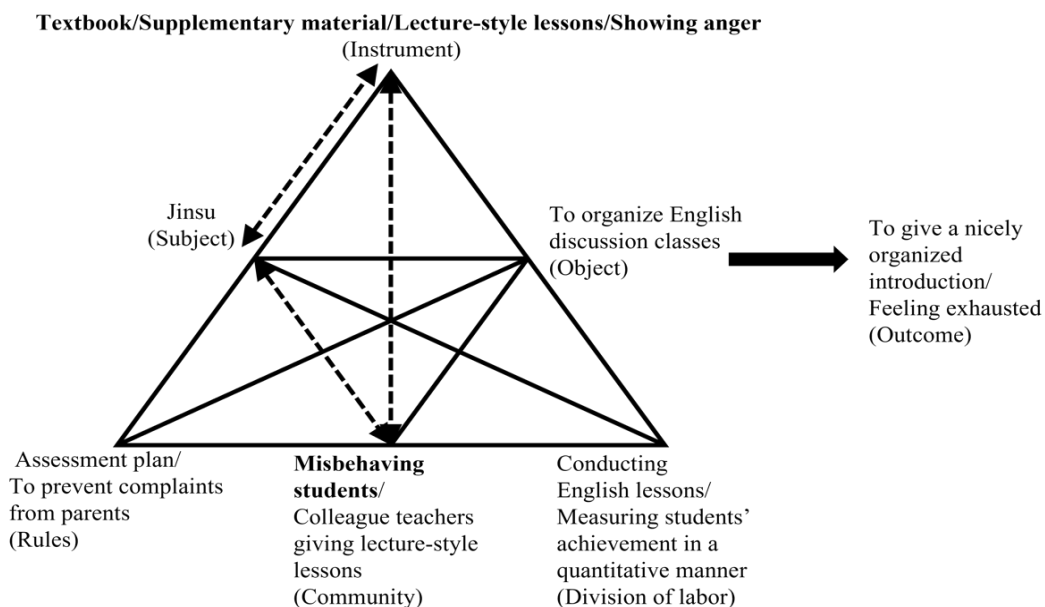 Textbook/Supplementary material/Lecture-style lessons/Showing anger
(Instrument)
Jinsu
(Subject)
To organize English
discussion classes
(Object)
To give a nicely
organized
introduction/
Feeling exhausted
(Outcome)
Assessment plan/
To prevent complaints
from parents
(Rules)
Misbehaving
students/
Colleague teachers
giving lecture-style
lessons
(Community)
Conducting
English lessons/
Measuring students’
achievement in a
quantitative manner
(Division of labor)